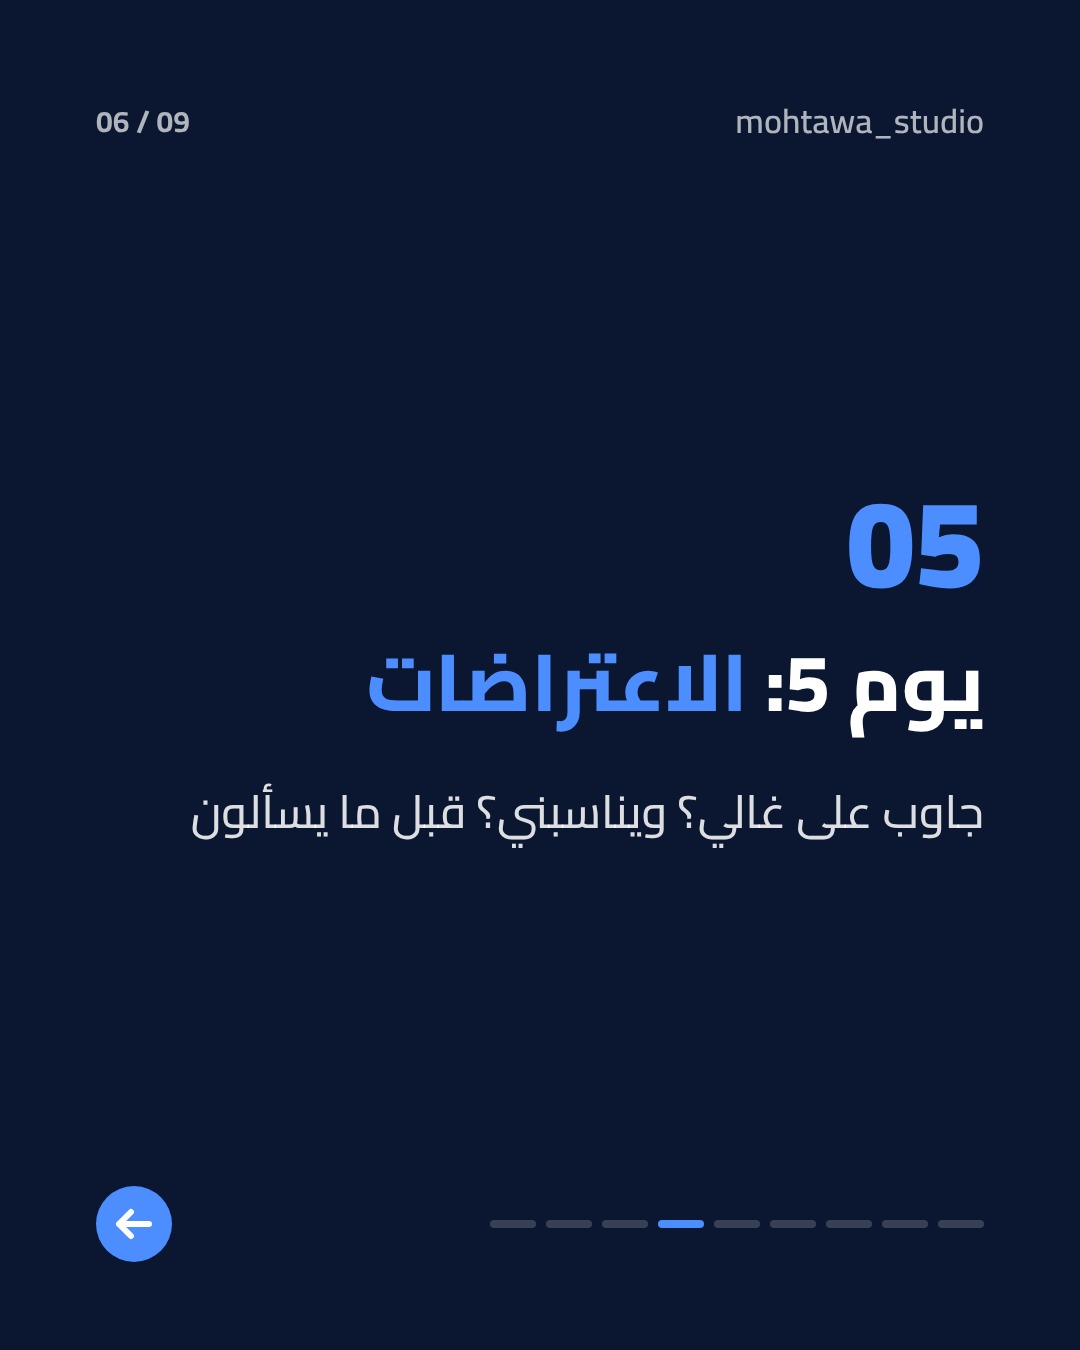 mohtawa_studio
06 / 09
05
يوم 5: الاعتراضات
جاوب على غالي؟ ويناسبني؟ قبل ما يسألون